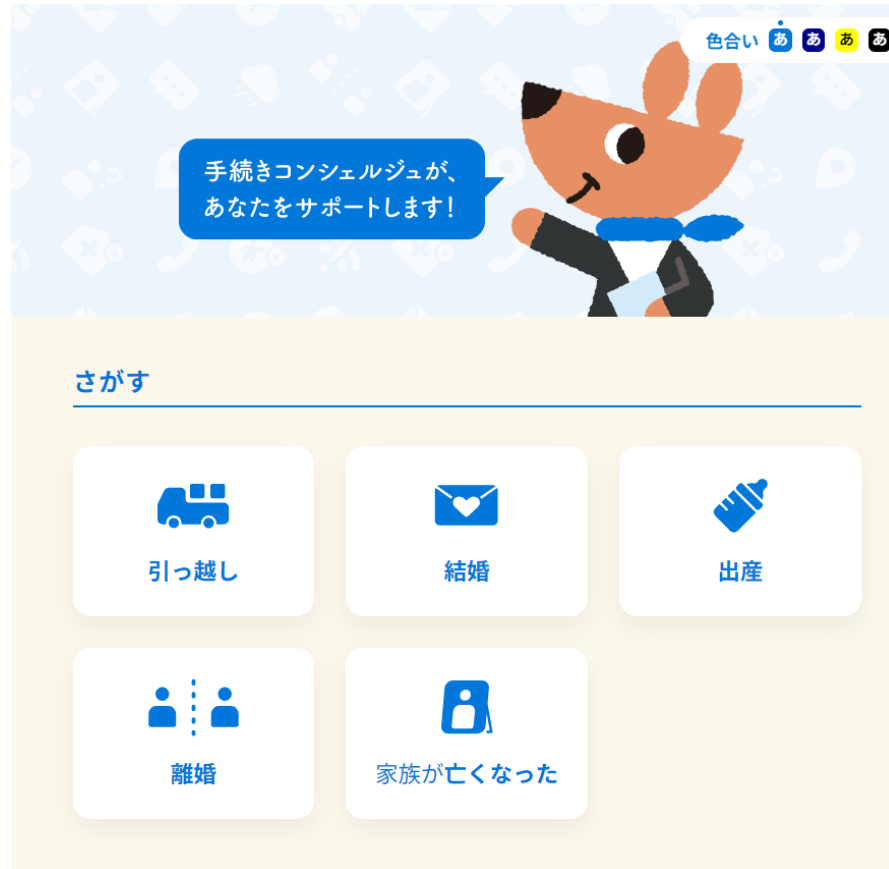 色合い あ あ あ あ
手続きコンシェルジュが、
あなたをサポートします!
さがす
引っ越し
結婚
出産
離婚
家族が亡くなった